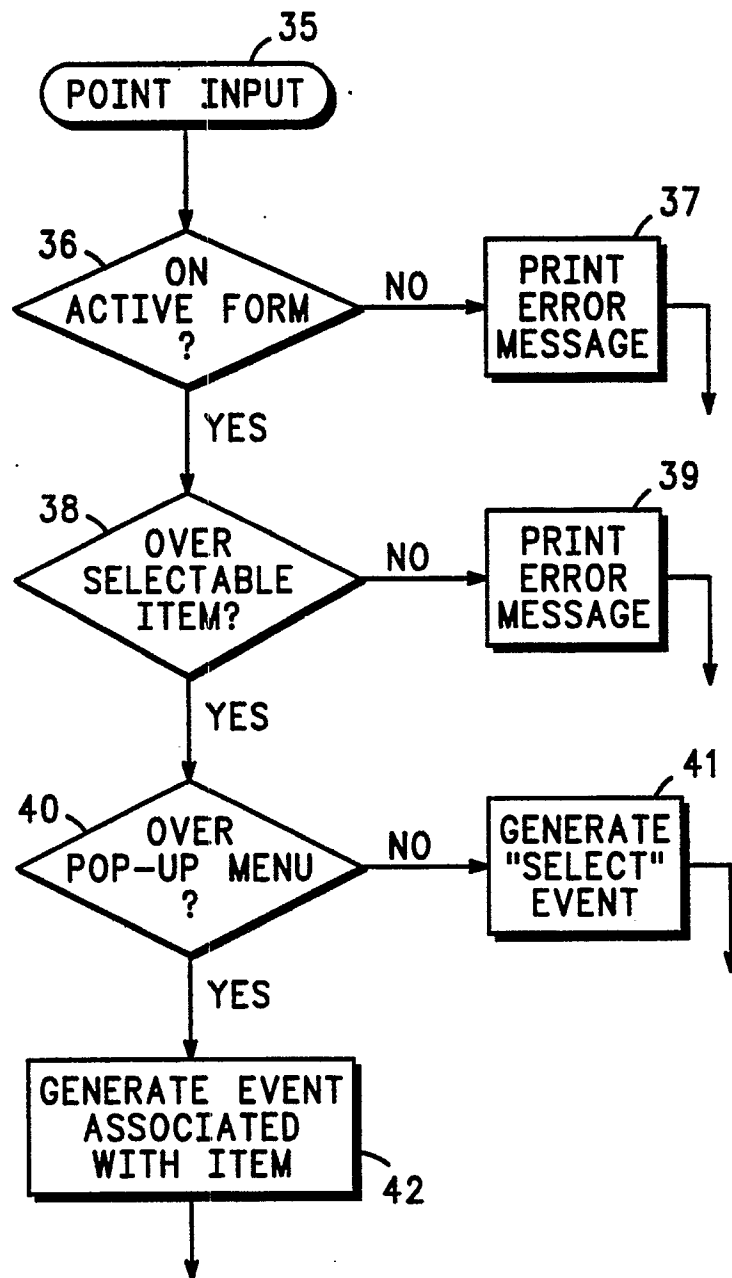 35
POINT INPUT
36
ON
ACTIVE FORM
?
NO
37
PRINT
ERROR
MESSAGE
YES
38
OVER
SELECTABLE
ITEM?
NO
39
PRINT
ERROR
MESSAGE
YES
40
OVER
POP-UP MENU
?
NO
41
GENERATE
"SELECT"
EVENT
YES
GENERATE EVENT
ASSOCIATED
WITH ITEM
42